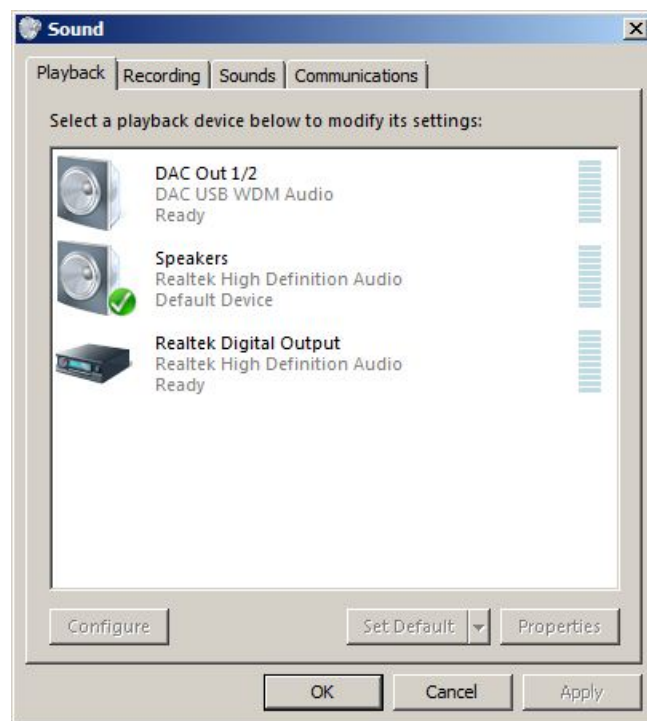 Sound
Playback Recording Sounds Communications
Select a playback device below to modify its settings:
DAC Out 1/2
DAC USB WDM Audio
Ready
Speakers
Realtek High Definition Audio
Default Device
Realtek Digital Output
Realtek High Definition Audio
Ready
Configure Set Default Properties
OK Cancel Apply